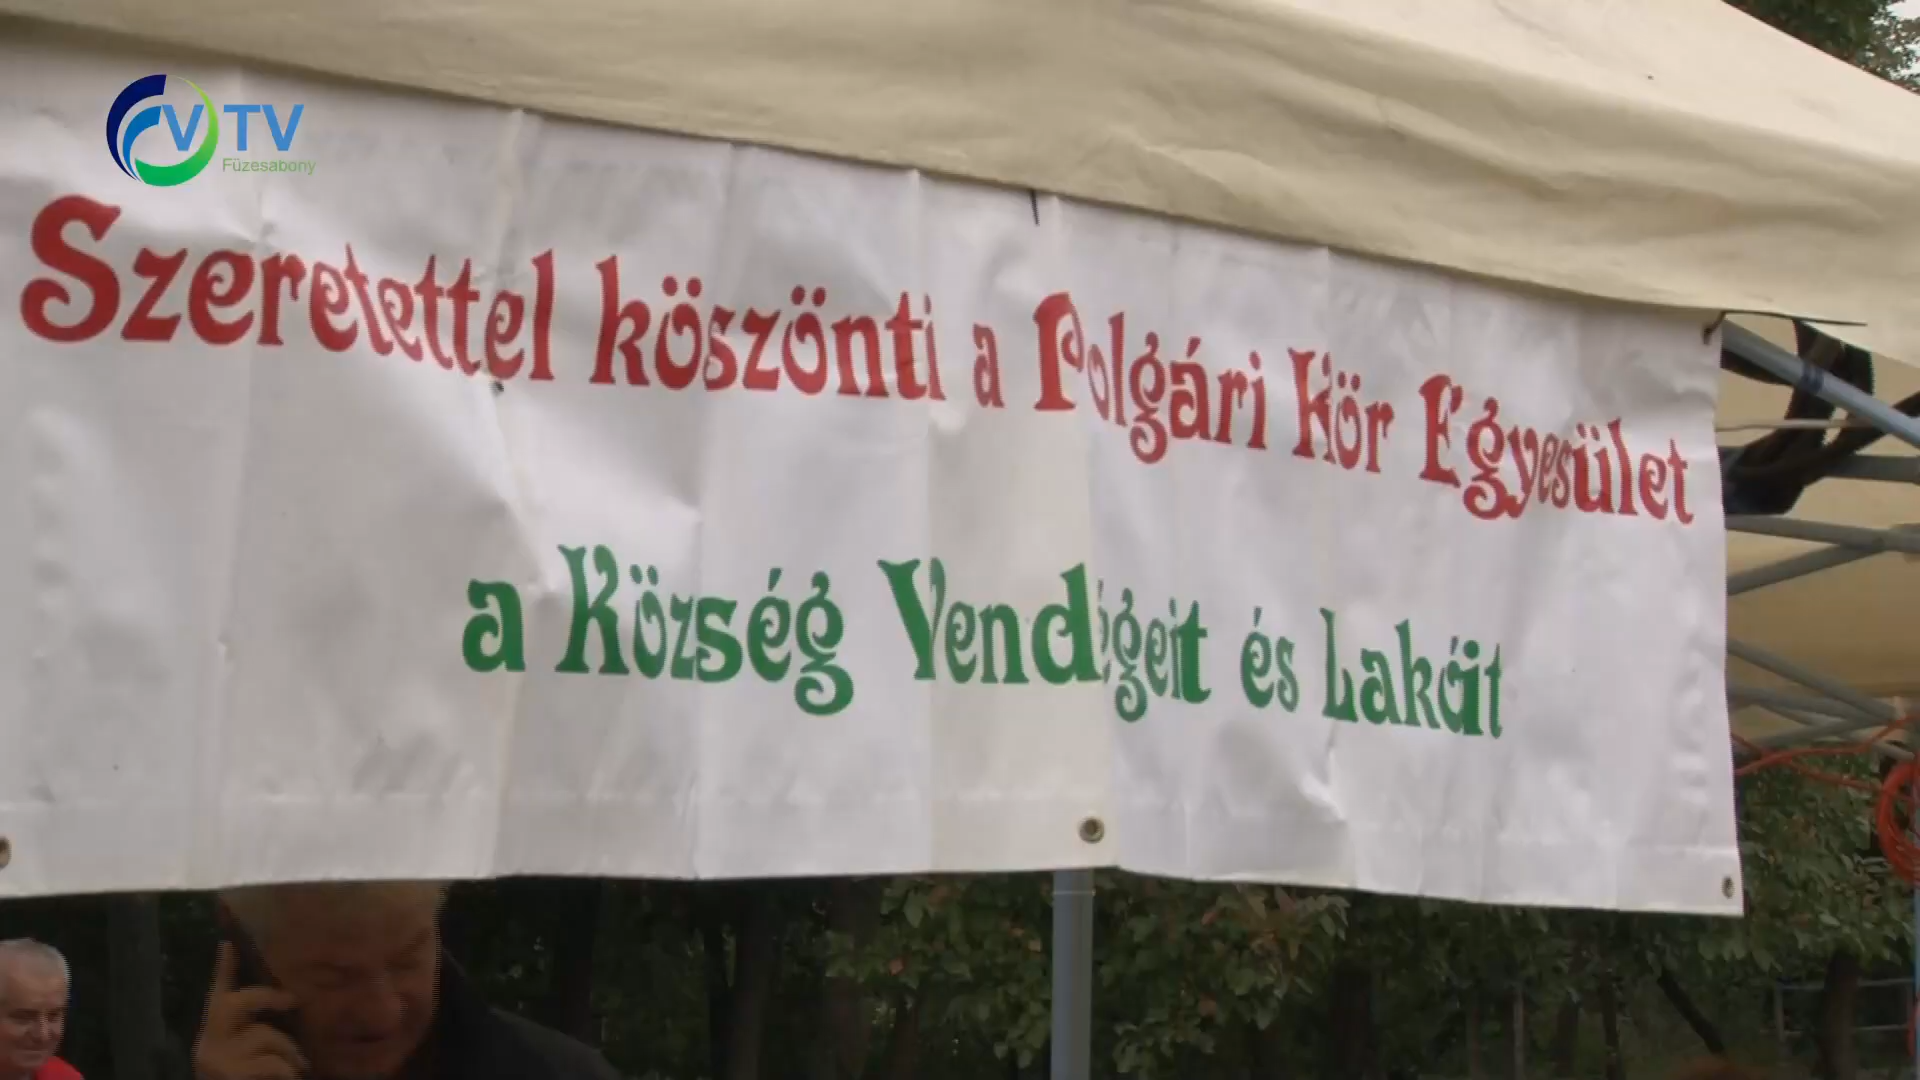 VTV
Füzesabony
Szeretettel köszönti a Polgári Kör Egyesület
a Község Vendégeit és Lakóit